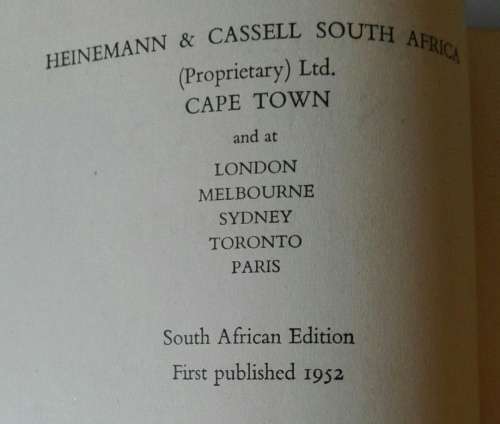 HEINEMANN & CASSELL SOUTH AFRICA
(Proprietary) Ltd.
CAPE TOWN
and at
LONDON
MELBOURNE
SYDNEY
TORONTO
PARIS
South African Edition
First published 1952